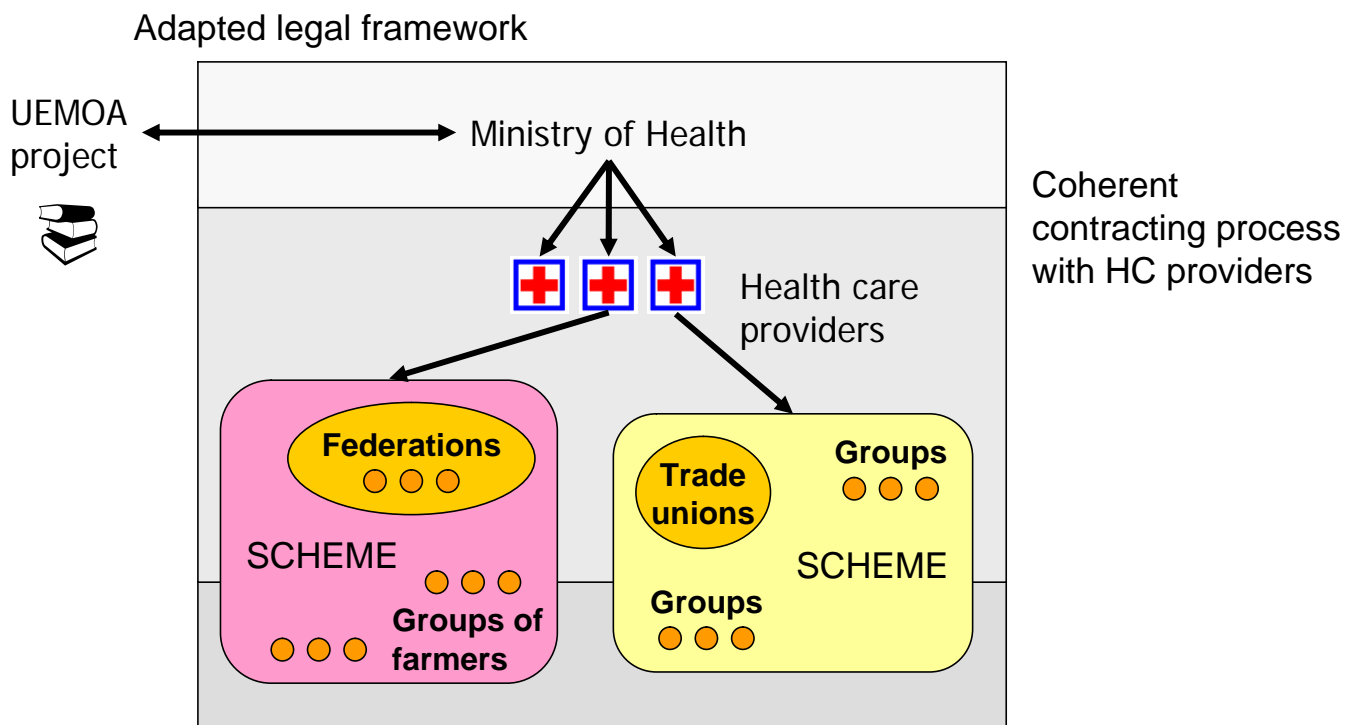 Adapted legal framework
UEMOA
project
Ministry of Health
Coherent
contracting process
with HC providers
Health care
providers
Federations
SCHEME
Groups of
farmers
Trade
unions
Groups
SCHEME
Groups